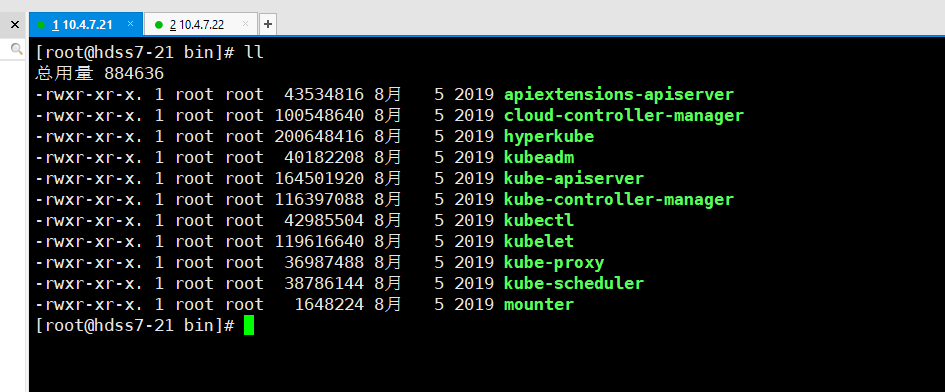 1 10.4.7.21 × 2 10.4.7.22 × +
[root@hdss7-21 bin]# ll
总用量 884636
-rwxr-xr-x. 1 root root  43534816 8月   5 2019 apiextensions-apiserver
-rwxr-xr-x. 1 root root 100548640 8月   5 2019 cloud-controller-manager
-rwxr-xr-x. 1 root root 200648416 8月   5 2019 hyperkube
-rwxr-xr-x. 1 root root  40182208 8月   5 2019 kubeadm
-rwxr-xr-x. 1 root root 164501920 8月   5 2019 kube-apiserver
-rwxr-xr-x. 1 root root 116397088 8月   5 2019 kube-controller-manager
-rwxr-xr-x. 1 root root  42985504 8月   5 2019 kubectl
-rwxr-xr-x. 1 root root 119616640 8月   5 2019 kubelet
-rwxr-xr-x. 1 root root  36987488 8月   5 2019 kube-proxy
-rwxr-xr-x. 1 root root  38786144 8月   5 2019 kube-scheduler
-rwxr-xr-x. 1 root root   1648224 8月   5 2019 mounter
[root@hdss7-21 bin]#